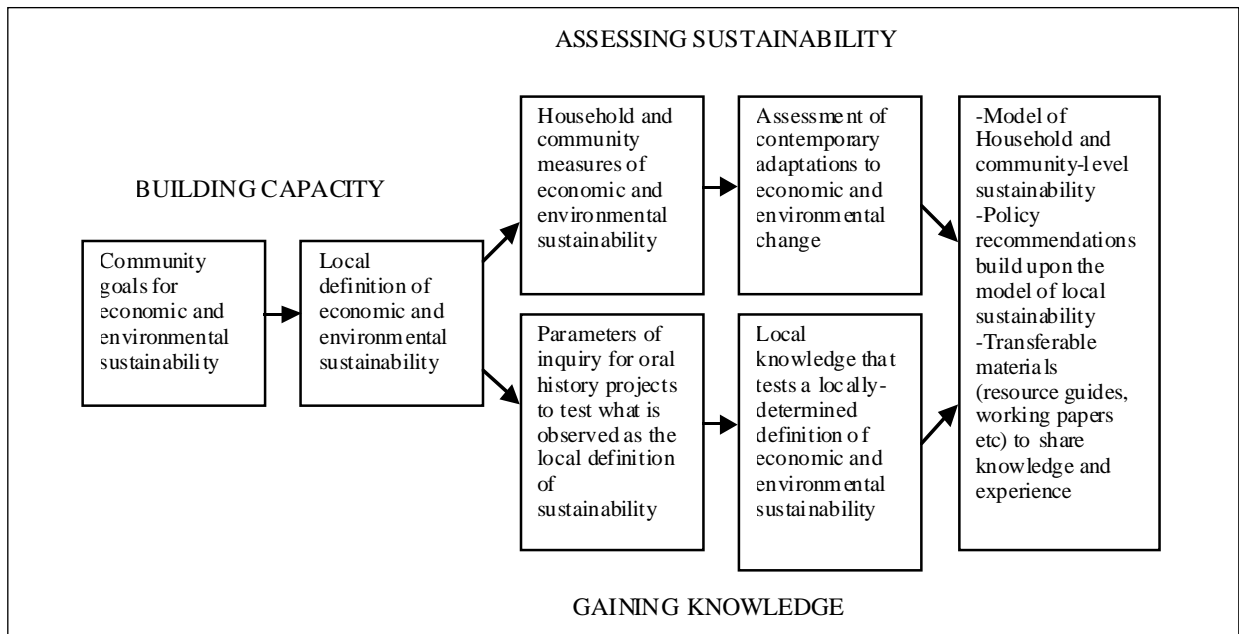 ASSESSING SUSTAINABILITY
BUILDING CAPACITY
Community
goals for
economic and
environmental
sustainability
Local
definition of
economic and
environmental
sustainability
Household and
community
measures of
economic and
environmental
sustainability
Assessment of
contemporary
adaptations to
economic and
environmental
change
Parameters of
inquiry for oral
history projects
to test what is
observed as the
local definition
of
sustainability
Local
knowledge that
tests a locally-
determined
definition of
economic and
environmental
sustainability
-Model of
Household and
community-level
sustainability
-Policy
recommendations
build upon the
model of local
sustainability
-Transferable
materials
(resource guides,
working papers
etc) to share
knowledge and
experience
GAINING KNOWLEDGE